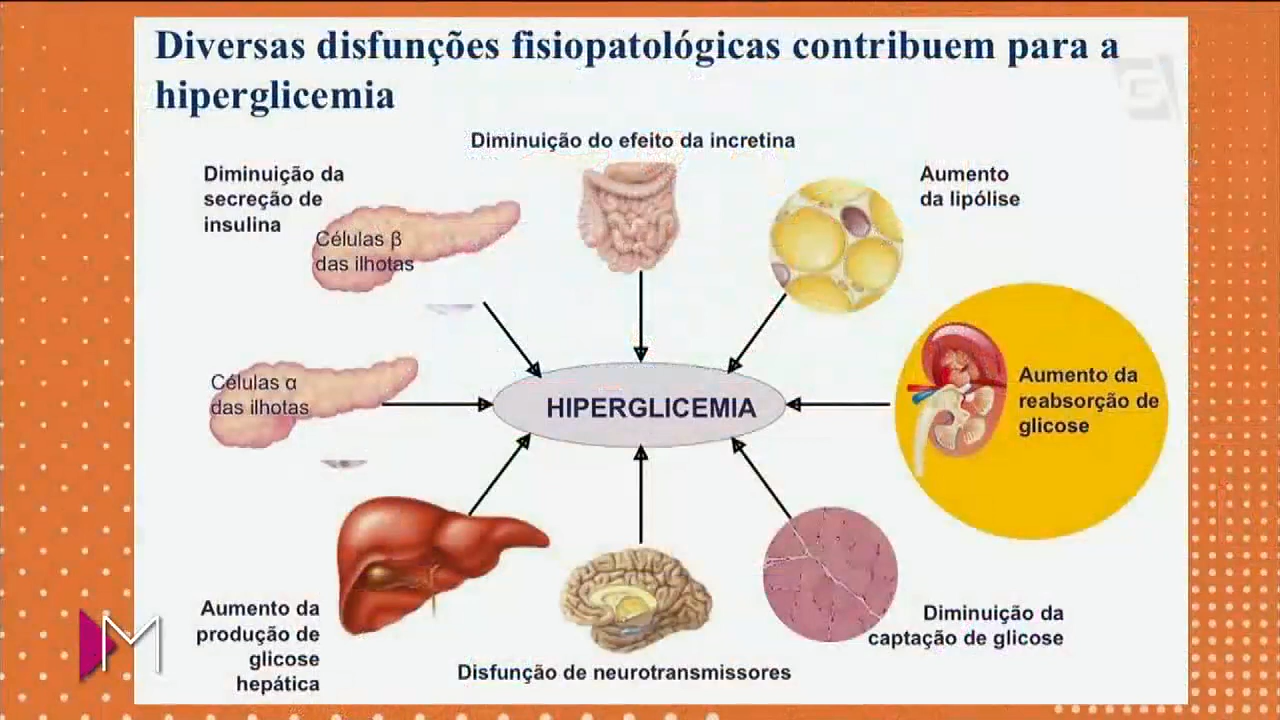 Diversas disfunções fisiopatológicas contribuem para a
hiperglicemia
Diminuição do efeito da incretina
Diminuição da
secreção de
insulina
Células β
das ilhotas
Aumento
da lipólise
Células α
das ilhotas
HIPERGLICEMIA
Aumento da
reabsorção de
glicose
Aumento da
produção de
glicose
hepática
Disfunção de neurotransmissores
Diminuição da
captação de glicose
M
G